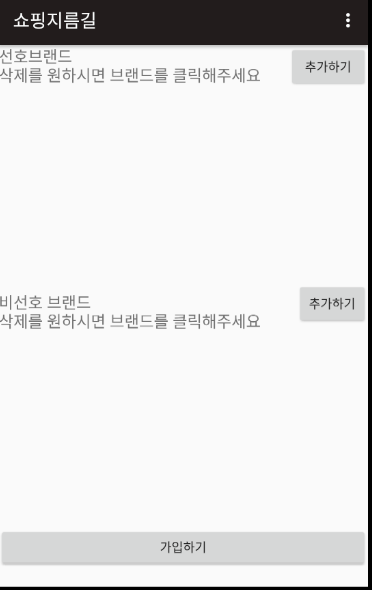 쇼핑지름길
선호브랜드
삭제를 원하시면 브랜드를 클릭해주세요
추가하기
비선호 브랜드
삭제를 원하시면 브랜드를 클릭해주세요
추가하기
가입하기